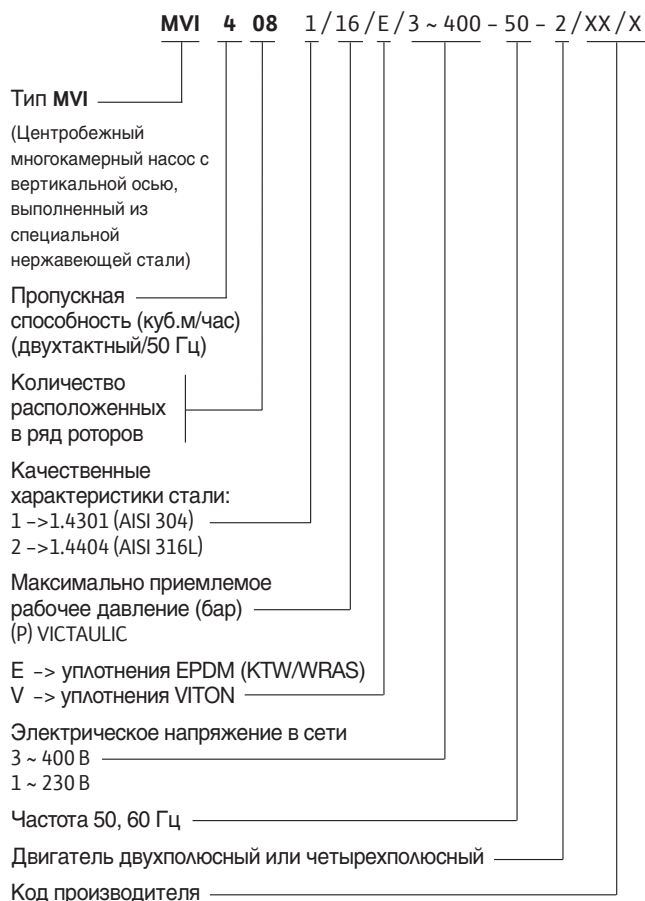 MVI 4 08 1/16/E/3 ~ 400 – 50 – 2/XX/X
Тип MVI
(Центробежный
многокамерный насос с
вертикальной осью,
выполненный из
специальной
нержавеющей стали)
Пропускная
способность (куб.м/час)
(двухтактный/50 Гц)
Количество
расположенных
в ряд роторов
Качественные
характеристики стали:
1 –>1.4301 (AISI 304)
2 –>1.4404 (AISI 316L)
Максимально приемлемое
рабочее давление (бар)
(P) VICTAULIC
E –> уплотнения EPDM (KTW/WRAS)
V –> уплотнения VITON
Электрическое напряжение в сети
3 ~ 400 В
1 ~ 230 В
Частота 50, 60 Гц
Двигатель двухполюсный или четырехполюсный
Код производителя